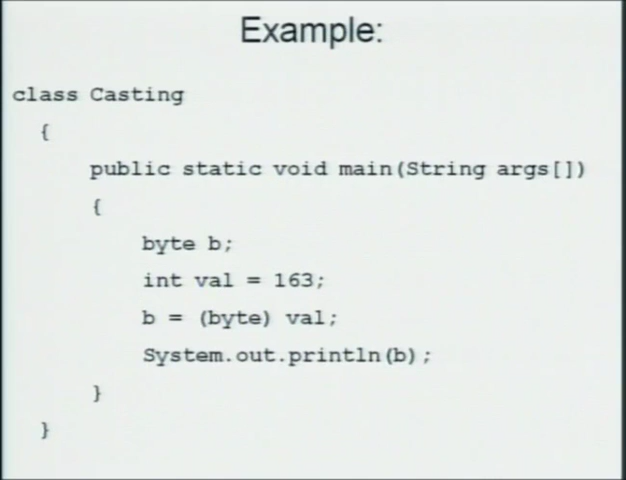 Example:
class Casting
{
public static void main(String args[])
{
byte b;
int val = 163;
b = (byte) val;
System.out.println(b);
}
}